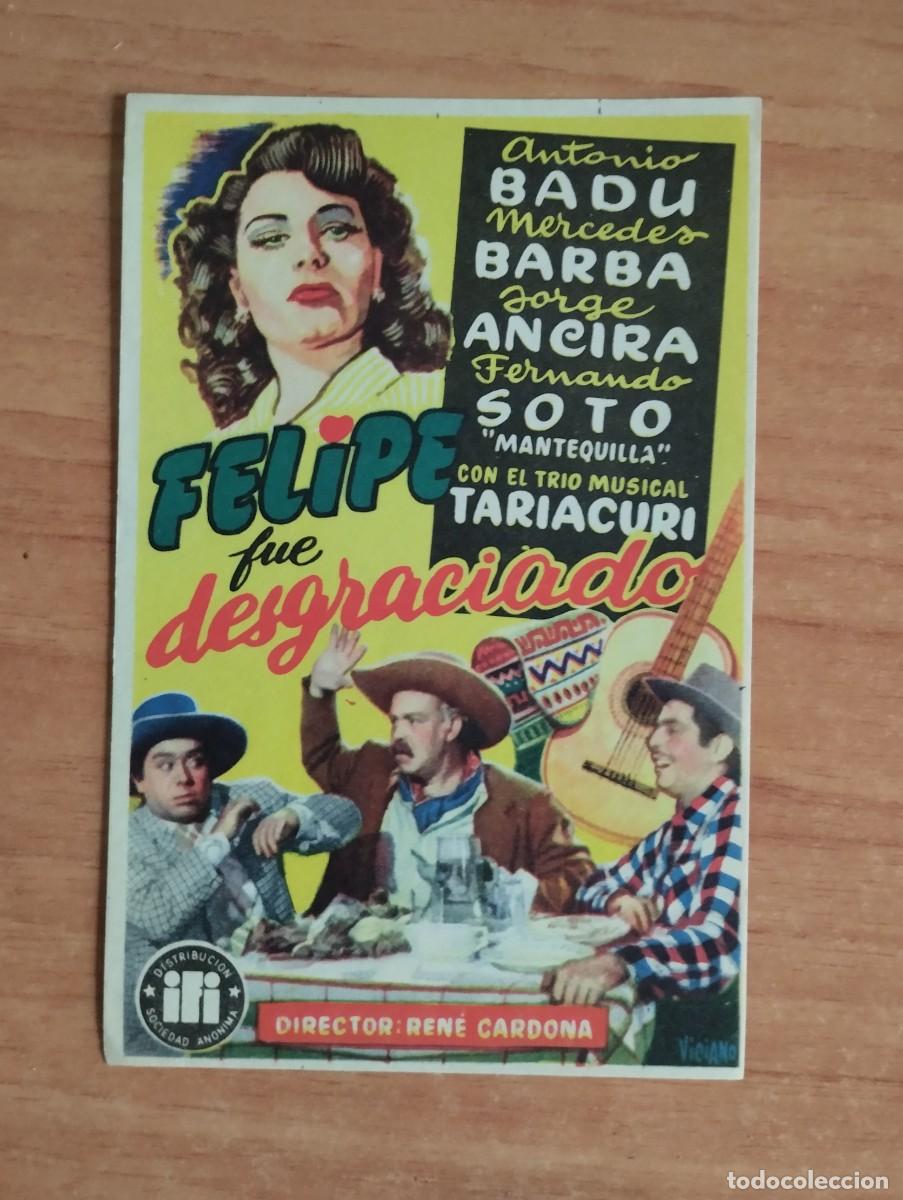 Antonio
BADU
Mercedes
BARBA
Jorge
ANCIRA
Fernando
SOTO
"MANTEQUILLA"
CON EL TRIO MUSICAL
TARIACURI
FELiPE
fue
desgraciado
DISTRIBUCION
ifi
SOCIEDAD ANONIMA
DIRECTOR: RENÉ CARDONA
ViCiANO
todocoleccion